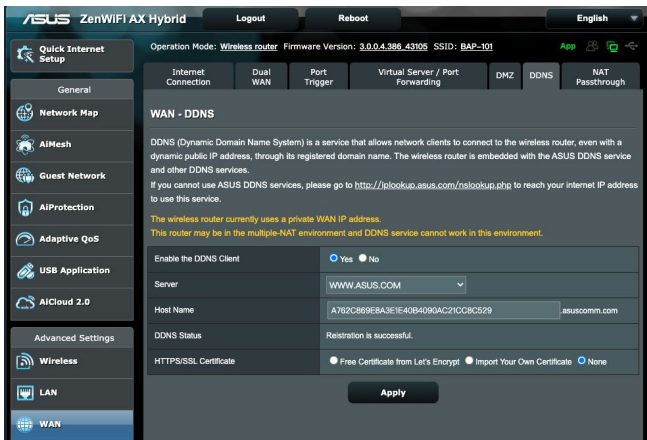 ASUS ZenWiFi AX Hybrid Logout Reboot English
Quick Internet Setup
General
Network Map
AiMesh
Guest Network
AiProtection
Adaptive QoS
USB Application
AiCloud 2.0
Advanced Settings
Wireless
LAN
WAN
Operation Mode: Wireless router Firmware Version: 3.0.0.4.386_43105 SSID: BAP-101 App
Internet Connection Dual WAN Port Trigger Virtual Server / Port Forwarding DMZ DDNS NAT Passthrough
WAN - DDNS
DDNS (Dynamic Domain Name System) is a service that allows network clients to connect to the wireless router, even with a
dynamic public IP address, through its registered domain name. The wireless router is embedded with the ASUS DDNS service
and other DDNS services.
If you cannot use ASUS DDNS services, please go to http://iplookup.asus.com/nslookup.php to reach your internet IP address
to use this service.
The wireless router currently uses a private WAN IP address.
This router may be in the multiple-NAT environment and DDNS service cannot work in this environment.
Enable the DDNS Client Yes No
Server WWW.ASUS.COM
Host Name A762C869E8A3E1E40B4090AC21CC8C529 .asuscomm.com
DDNS Status Reistration is successful.
HTTPS/SSL Certificate Free Certificate from Let's Encrypt Import Your Own Certificate None
Apply